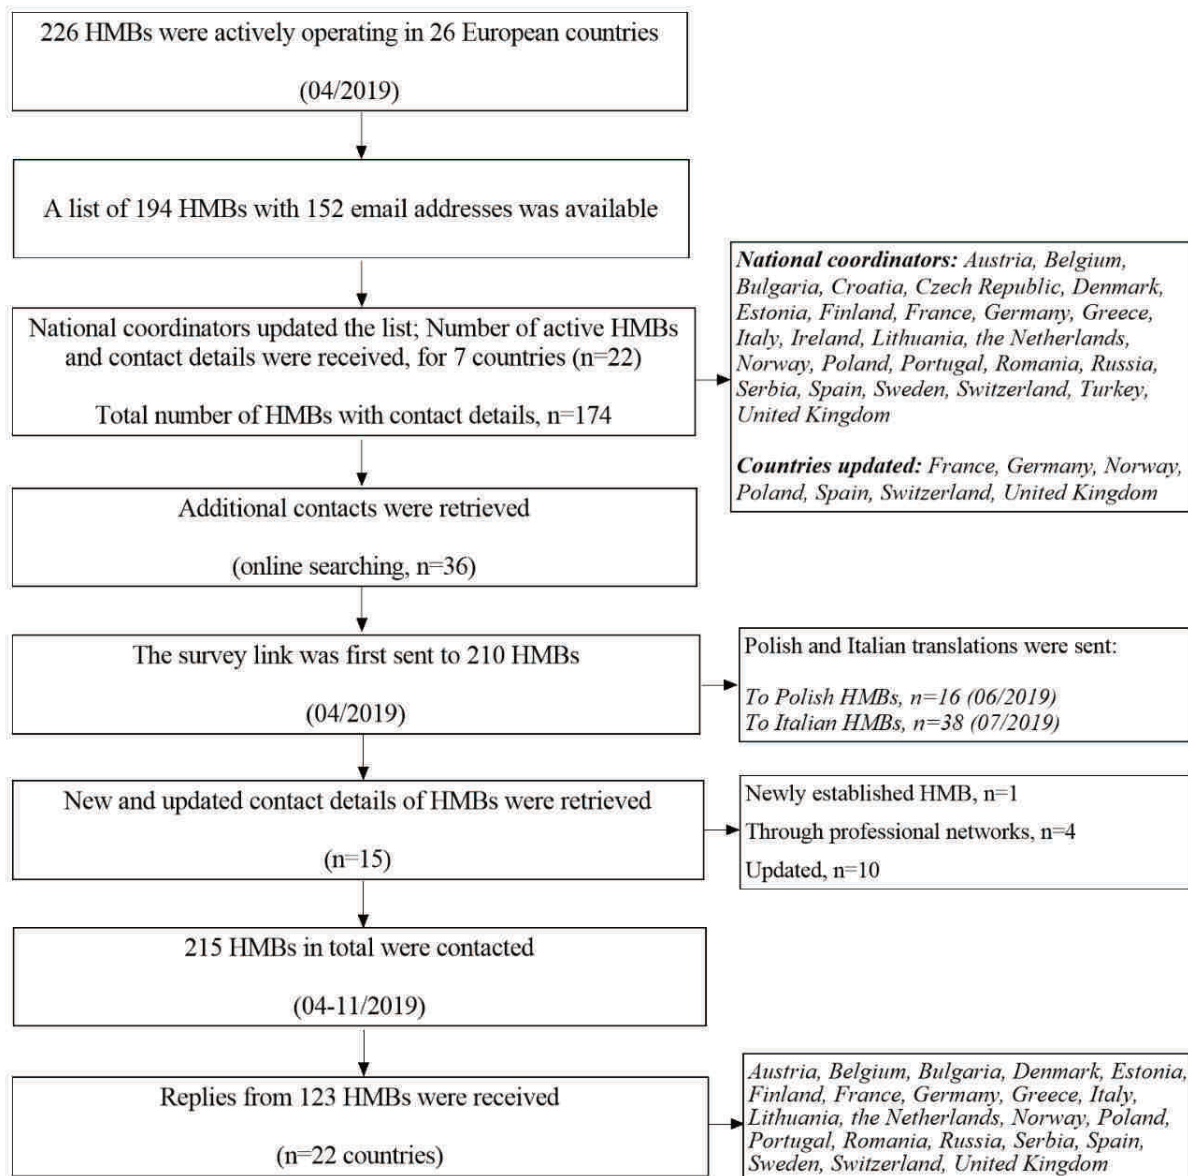 226 HMBs were actively operating in 26 European countries
(04/2019)
A list of 194 HMBs with 152 email addresses was available
National coordinators updated the list; Number of active HMBs
and contact details were received, for 7 countries (n=22)
Total number of HMBs with contact details, n=174
National coordinators: Austria, Belgium,
Bulgaria, Croatia, Czech Republic, Denmark,
Estonia, Finland, France, Germany, Greece,
Italy, Ireland, Lithuania, the Netherlands,
Norway, Poland, Portugal, Romania, Russia,
Serbia, Spain, Sweden, Switzerland, Turkey,
United Kingdom
Countries updated: France, Germany, Norway,
Poland, Spain, Switzerland, United Kingdom
Additional contacts were retrieved
(online searching, n=36)
The survey link was first sent to 210 HMBs
(04/2019)
Polish and Italian translations were sent:
To Polish HMBs, n=16 (06/2019)
To Italian HMBs, n=38 (07/2019)
New and updated contact details of HMBs were retrieved
(n=15)
Newly established HMB, n=1
Through professional networks, n=4
Updated, n=10
215 HMBs in total were contacted
(04-11/2019)
Replies from 123 HMBs were received
(n=22 countries)
Austria, Belgium, Bulgaria, Denmark, Estonia,
Finland, France, Germany, Greece, Italy,
Lithuania, the Netherlands, Norway, Poland,
Portugal, Romania, Russia, Serbia, Spain,
Sweden, Switzerland, United Kingdom